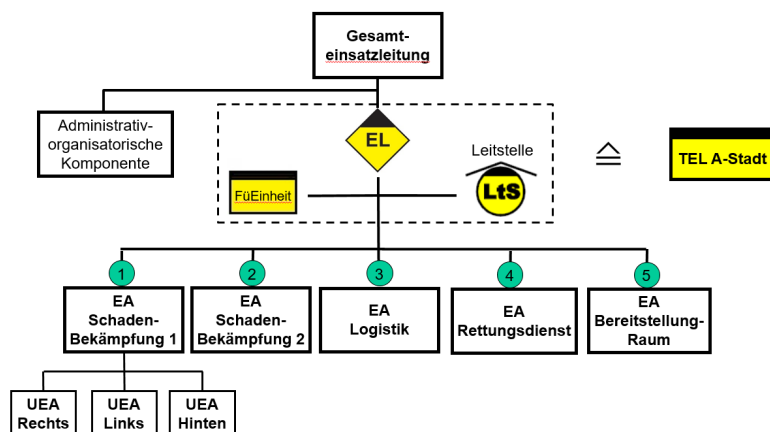 Gesamt-
einsatzleitung
Administrativ-
organisatorische
Komponente
EL
Leitstelle
FüEinheit
LtS
TEL A-Stadt
1
2
3
4
5
EA
Schaden-
Bekämpfung 1
EA
Schaden-
Bekämpfung 2
EA
Logistik
EA
Rettungsdienst
EA
Bereitstellung-
Raum
UEA
Rechts
UEA
Links
UEA
Hinten